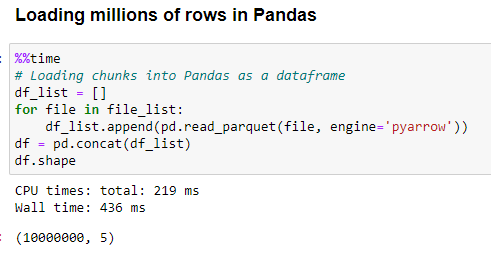 Loading millions of rows in Pandas
%%time
# Loading chunks into Pandas as a dataframe
df_list = []
for file in file_list:
    df_list.append(pd.read_parquet(file, engine='pyarrow'))
df = pd.concat(df_list)
df.shape
CPU times: total: 219 ms
Wall time: 436 ms
(10000000, 5)